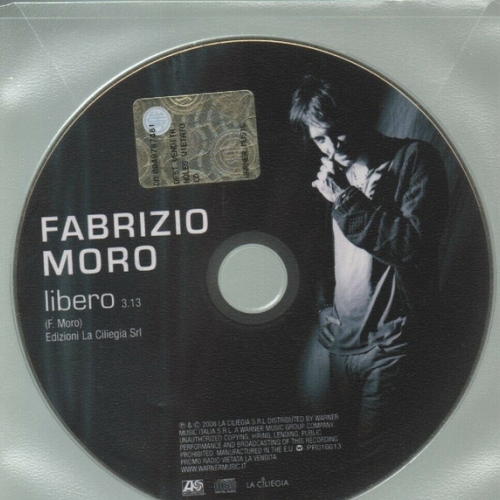 FABRIZIO
MORO
libero 3.13
(F. Moro)
Edizioni La Ciliegia Srl
℗ & © 2008 LA CILIEGIA S.R.L. DISTRIBUTED BY WARNER
MUSIC ITALIA S.R.L. A WARNER MUSIC GROUP COMPANY.
UNAUTHORIZED COPYING, HIRING, LENDING, PUBLIC
PERFORMANCE AND BROADCASTING OF THIS RECORDING
PROHIBITED. MANUFACTURED IN THE E.U. PR016613
PROMO RADIO VIETATA LA VENDITA
WWW.WARNERMUSIC.IT
LA CILIEGIA